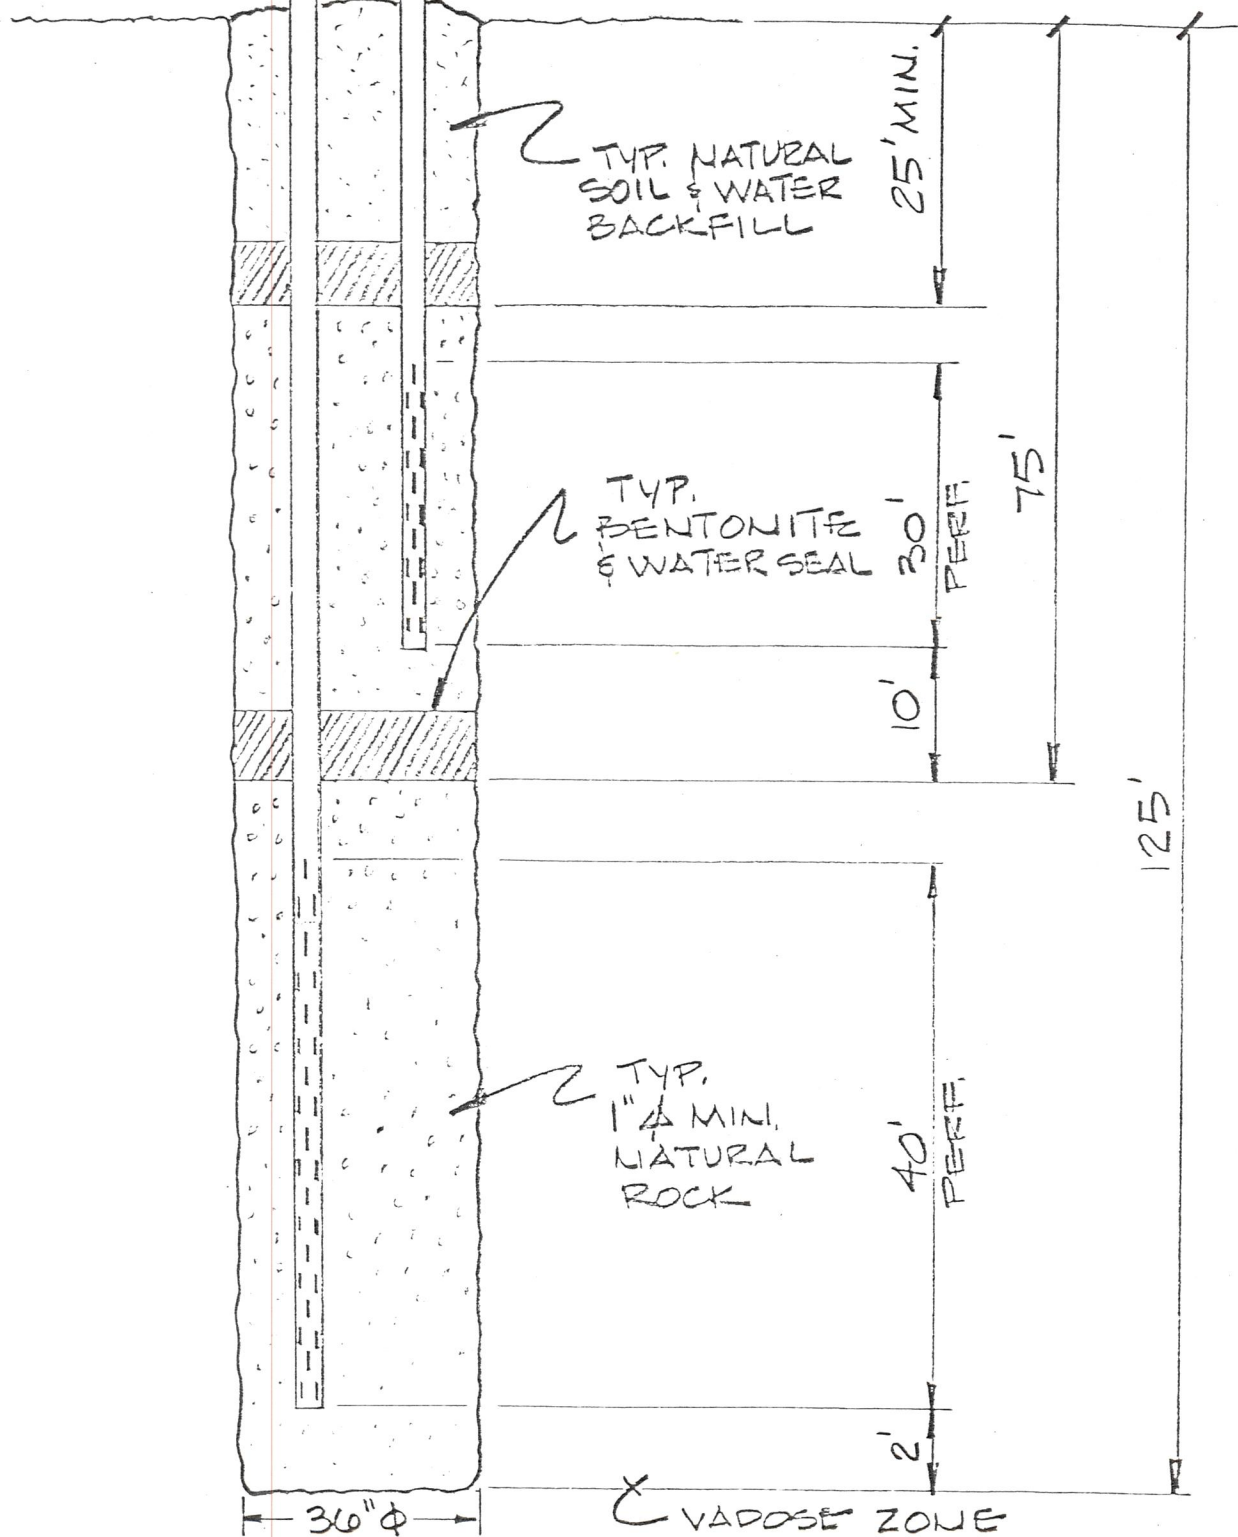 25' MIN.
TYP. NATURAL
SOIL & WATER
BACKFILL
TYP.
BENTONITE
& WATER SEAL
30'
PERF.
75'
10'
125'
TYP.
1"ϕ MIN.
NATURAL
ROCK
40'
PERF.
2'
36"ϕ
VADOSE ZONE